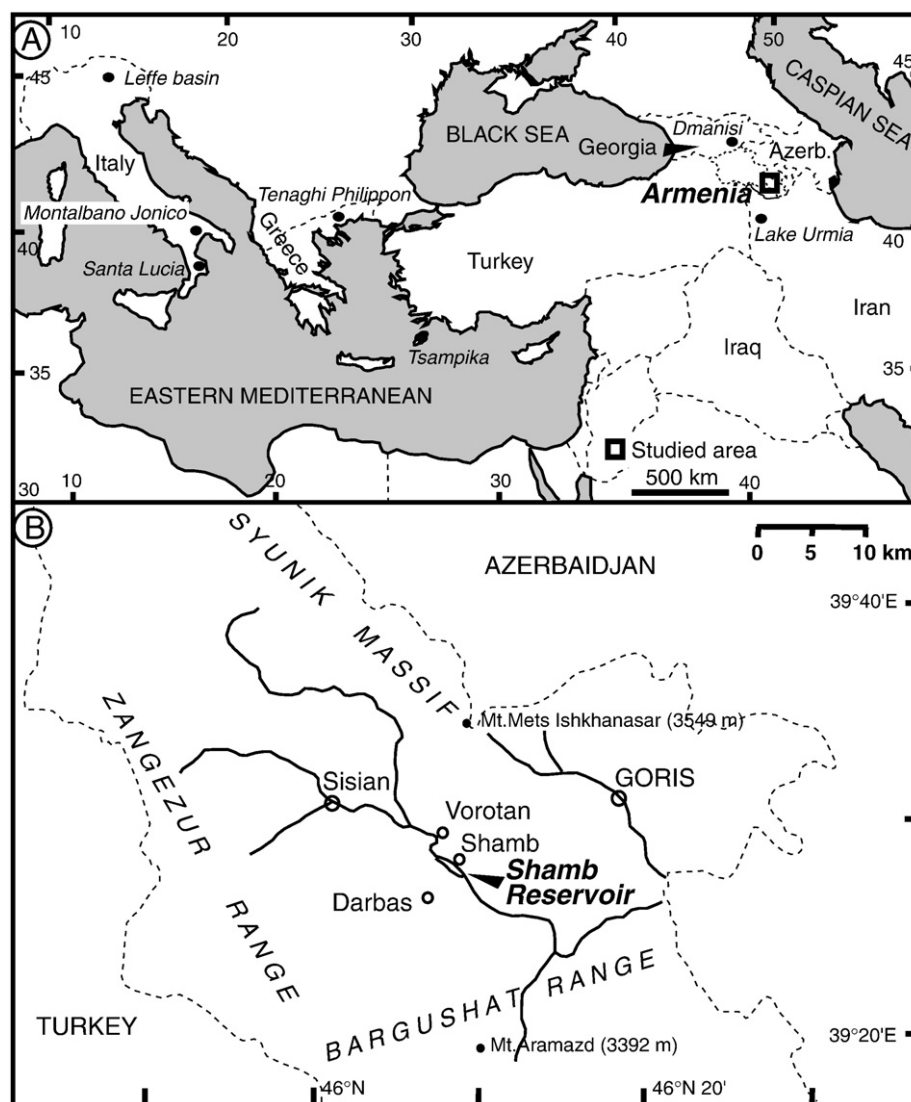 A
10
20
30
40
50
45
Leffe basin
45
CASPIAN SEA
BLACK SEA
Dmanisi
Georgia
Azerb.
Italy
Armenia
Tenaghi Philippon
Montalbano Jonico
Greece
40
Lake Urmia
40
Santa Lucia
Turkey
Iran
Iraq
Tsampika
35
35
EASTERN MEDITERRANEAN
Studied area
500 km
30
10
20
30
40
B
SYUNIK MASSIF
0 5 10 km
AZERBAIDJAN
39°40'E
ZANGEZUR RANGE
Mt.Mets Ishkhanasar (3549 m)
Sisian
GORIS
Vorotan
Shamb
Shamb
Reservoir
Darbas
BARGUSHAT RANGE
TURKEY
39°20'E
Mt.Aramazd (3392 m)
46°N
46°N 20'